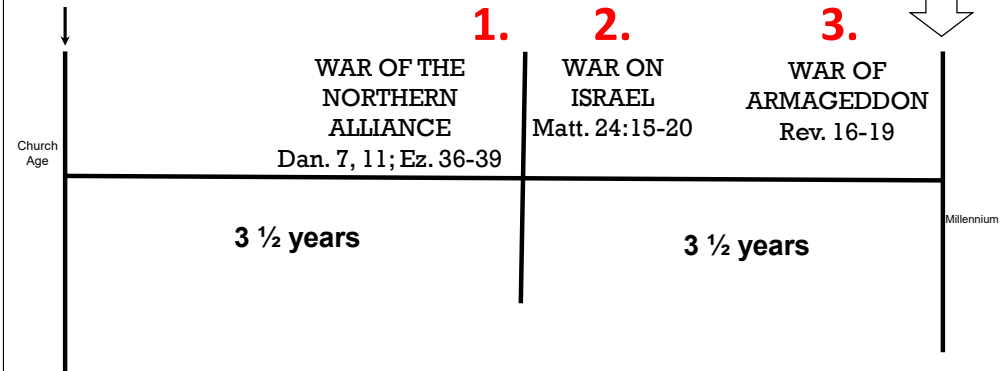 1.
2.
3.
WAR OF THE
NORTHERN
ALLIANCE
Dan. 7, 11; Ez. 36-39
WAR ON
ISRAEL
Matt. 24:15-20
WAR OF
ARMAGEDDON
Rev. 16-19
Church
Age
Millennium
3 ½ years
3 ½ years